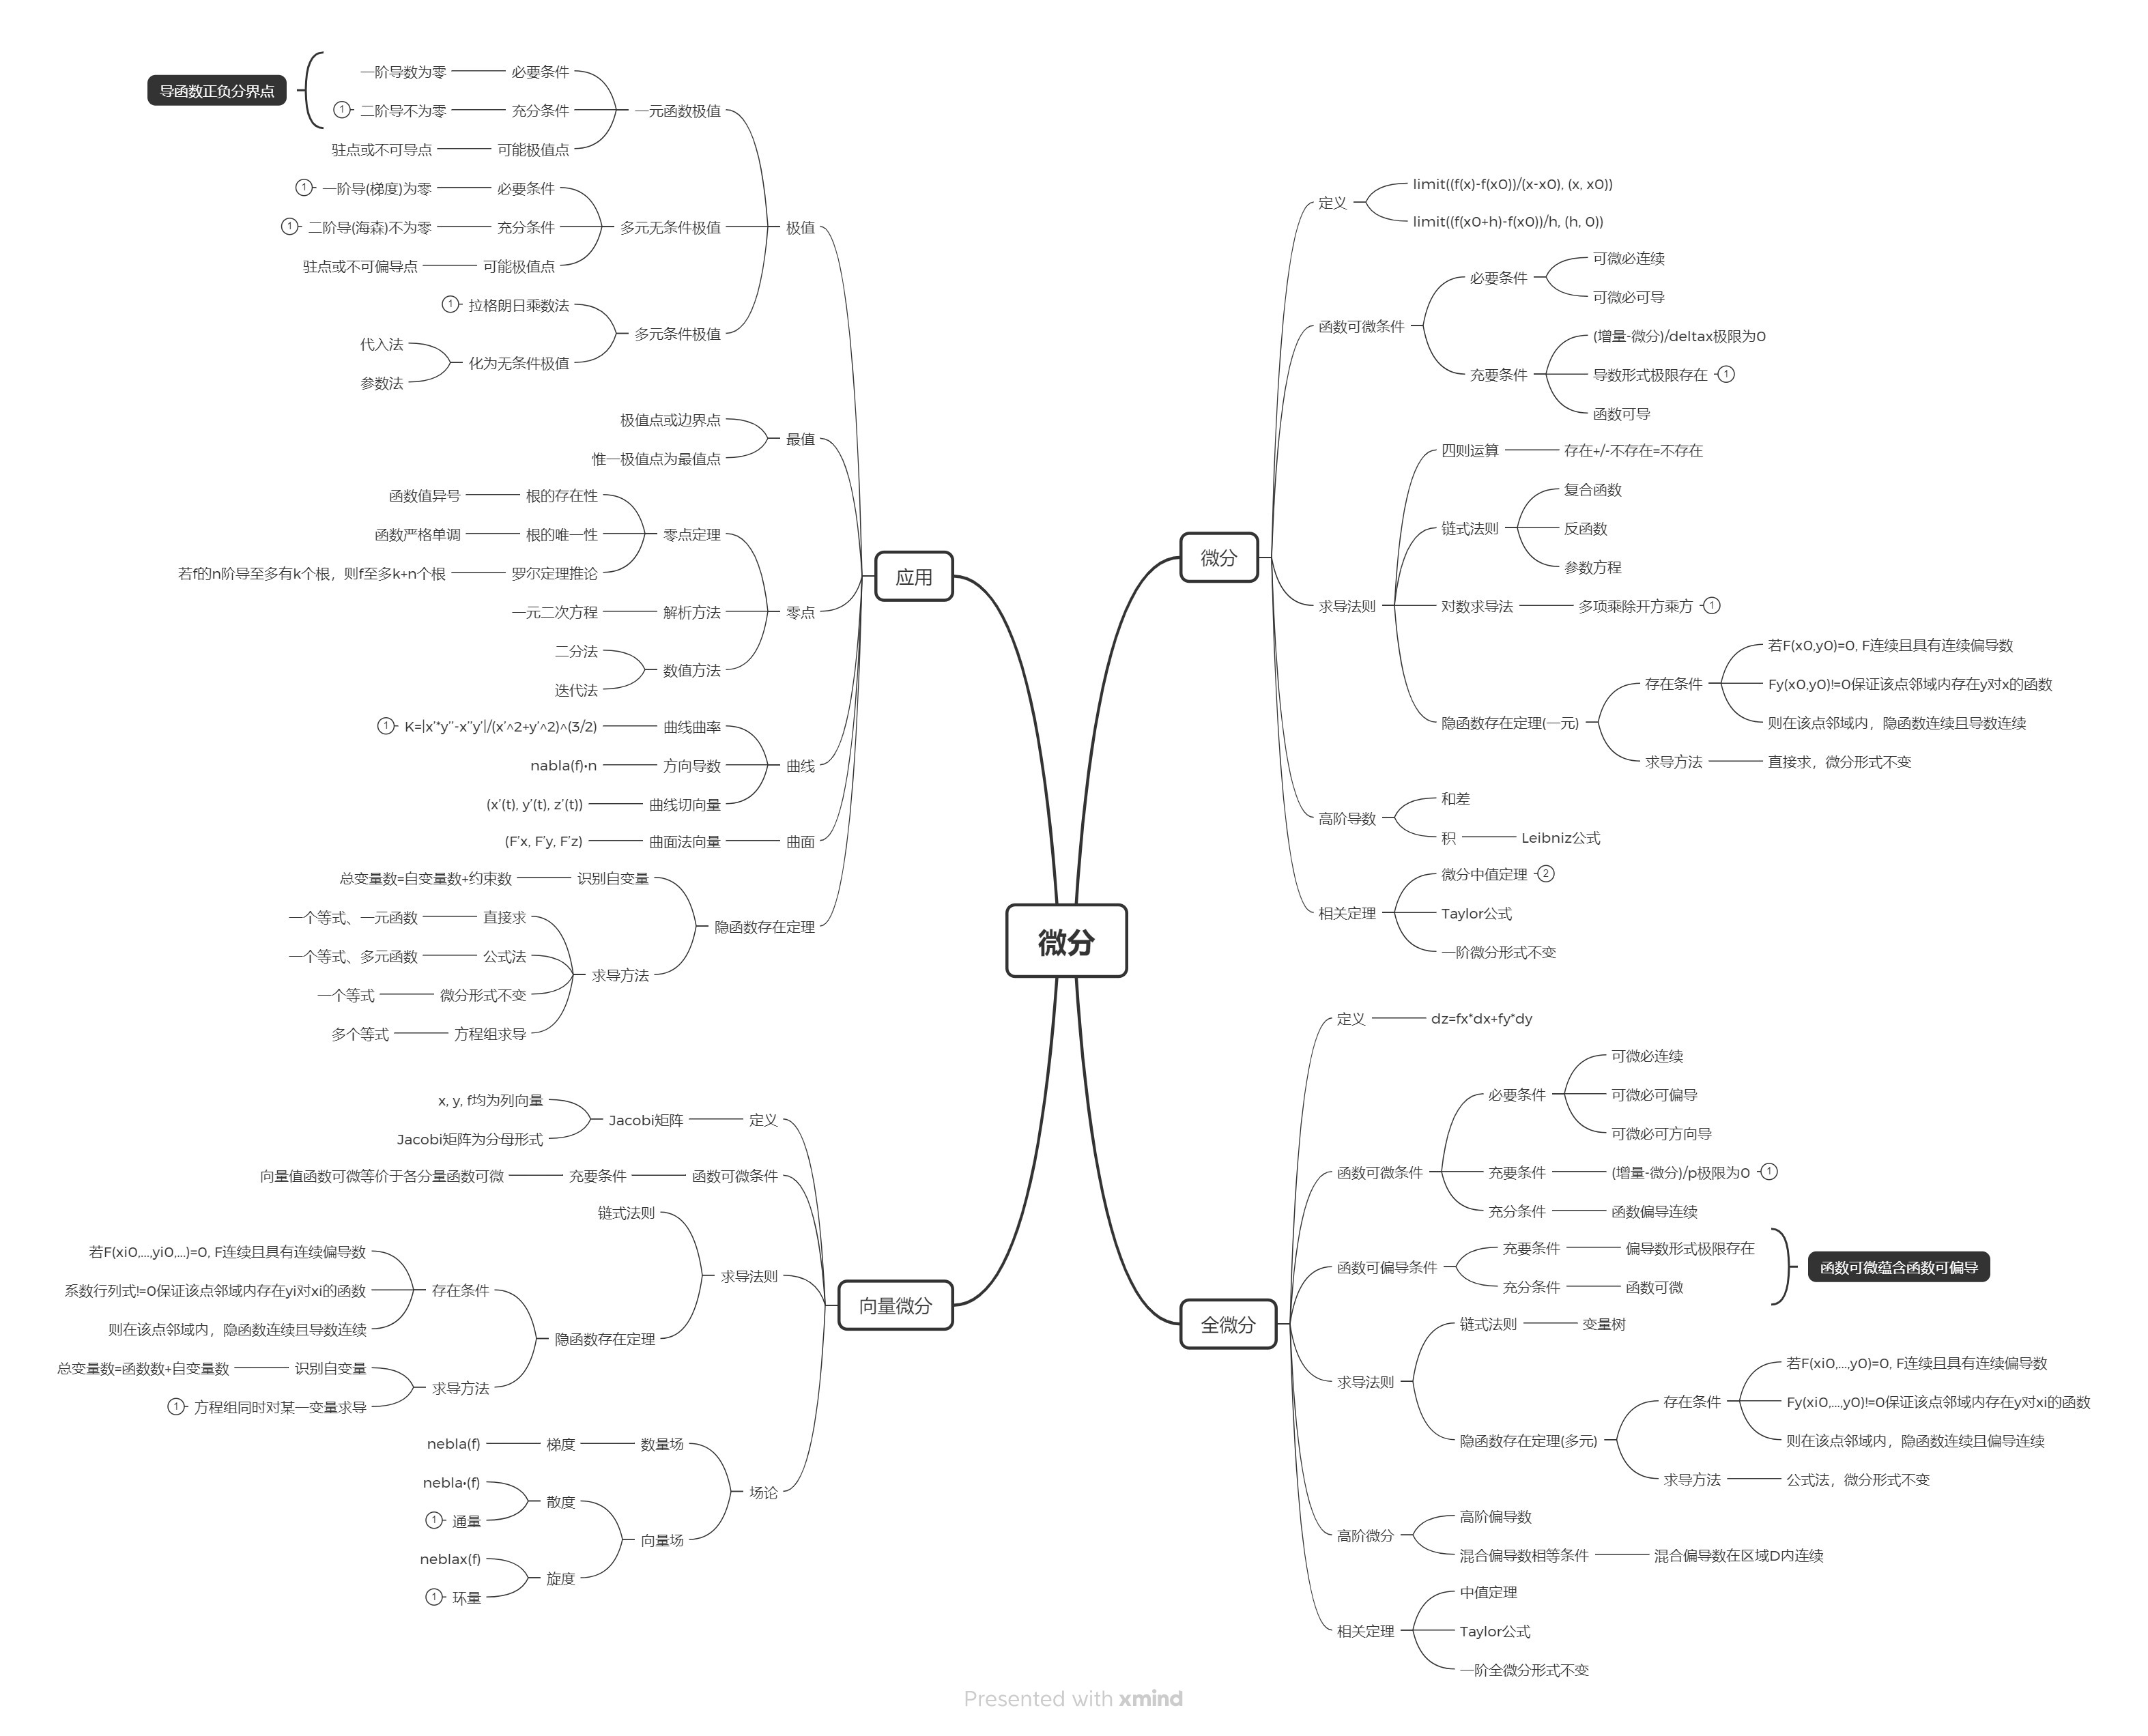 微分
微分
定义
limit((f(x)-f(x0))/(x-x0), (x, x0))
limit((f(x0+h)-f(x0))/h, (h, 0))
函数可微条件
必要条件
可微必连续
可微必可导
充要条件
(增量-微分)/deltax极限为0
导数形式极限存在
1
函数可导
求导法则
四则运算
存在+/-不存在=不存在
链式法则
复合函数
反函数
参数方程
对数求导法
多项乘除开方乘方
1
隐函数存在定理(一元)
存在条件
若F(x0,y0)=0, F连续且具有连续偏导数
Fy(x0,y0)!=0保证该点邻域内存在y对x的函数
则在该点邻域内，隐函数连续且导数连续
求导方法
直接求，微分形式不变
高阶导数
和差
积
Leibniz公式
相关定理
微分中值定理
2
Taylor公式
一阶微分形式不变
全微分
定义
dz=fx*dx+fy*dy
函数可微条件
必要条件
可微必连续
可微必可偏导
可微必可方向导
充要条件
(增量-微分)/p极限为0
1
充分条件
函数偏导连续
函数可偏导条件
充要条件
偏导数形式极限存在
充分条件
函数可微
函数可微蕴含函数可偏导
求导法则
链式法则
变量树
隐函数存在定理(多元)
存在条件
若F(xi0,...,y0)=0, F连续且具有连续偏导数
Fy(xi0,...,y0)!=0保证该点邻域内存在y对xi的函数
则在该点邻域内，隐函数连续且偏导连续
求导方法
公式法，微分形式不变
高阶微分
高阶偏导数
混合偏导数相等条件
混合偏导数在区域D内连续
相关定理
中值定理
Taylor公式
一阶全微分形式不变
应用
极值
一元函数极值
必要条件
一阶导数为零
充分条件
二阶导不为零
1
导函数正负分界点
可能极值点
驻点或不可导点
多元无条件极值
必要条件
一阶导(梯度)为零
1
充分条件
二阶导(海森)不为零
1
可能极值点
驻点或不可偏导点
多元条件极值
拉格朗日乘数法
1
化为无条件极值
代入法
参数法
最值
极值点或边界点
惟一极值点为最值点
零点
零点定理
根的存在性
函数值异号
根的唯一性
函数严格单调
罗尔定理推论
若f的n阶导至多有k个根，则f至多k+n个根
解析方法
一元二次方程
数值方法
二分法
迭代法
曲线
曲线曲率
K=|x'*y''-x''y'|/(x'^2+y'^2)^(3/2)
1
方向导数
nabla(f)·n
曲线切向量
(x'(t), y'(t), z'(t))
曲面
曲面法向量
(F'x, F'y, F'z)
隐函数存在定理
识别自变量
总变量数=自变量数+约束数
求导方法
直接求
一个等式、一元函数
公式法
一个等式、多元函数
微分形式不变
一个等式
方程组求导
多个等式
向量微分
定义
Jacobi矩阵
x, y, f均为列向量
Jacobi矩阵为分母形式
函数可微条件
充要条件
向量值函数可微等价于各分量函数可微
求导法则
链式法则
隐函数存在定理
存在条件
若F(xi0,...,yi0,...)=0, F连续且具有连续偏导数
系数行列式!=0保证该点邻域内存在yi对xi的函数
则在该点邻域内，隐函数连续且导数连续
求导方法
识别自变量
总变量数=函数数+自变量数
方程组同时对某一变量求导
1
场论
数量场
梯度
nebla(f)
向量场
散度
nebla·(f)
通量
1
旋度
neblax(f)
环量
1
Presented with xmind